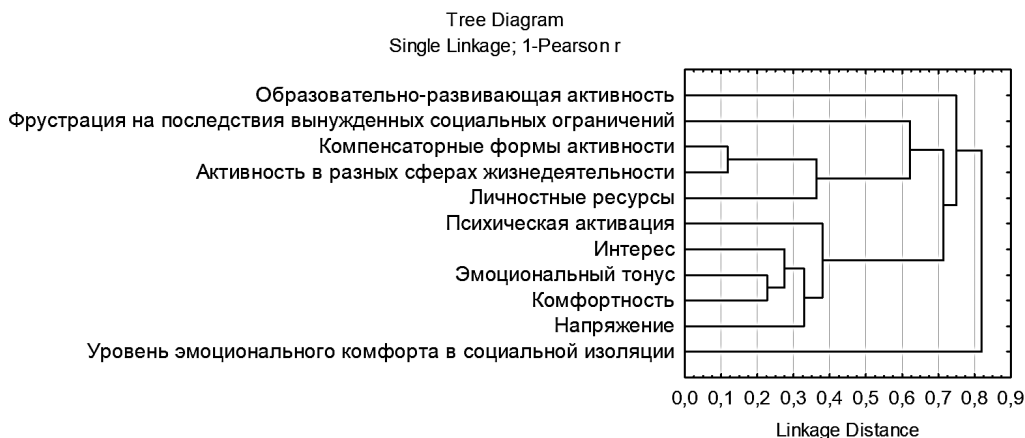 Tree Diagram
Single Linkage; 1-Pearson r
Образовательно-развивающая активность
Фрустрация на последствия вынужденных социальных ограничений
Компенсаторные формы активности
Активность в разных сферах жизнедеятельности
Личностные ресурсы
Психическая активация
Интерес
Эмоциональный тонус
Комфортность
Напряжение
Уровень эмоционального комфорта в социальной изоляции
0,0 0,1 0,2 0,3 0,4 0,5 0,6 0,7 0,8 0,9
Linkage Distance